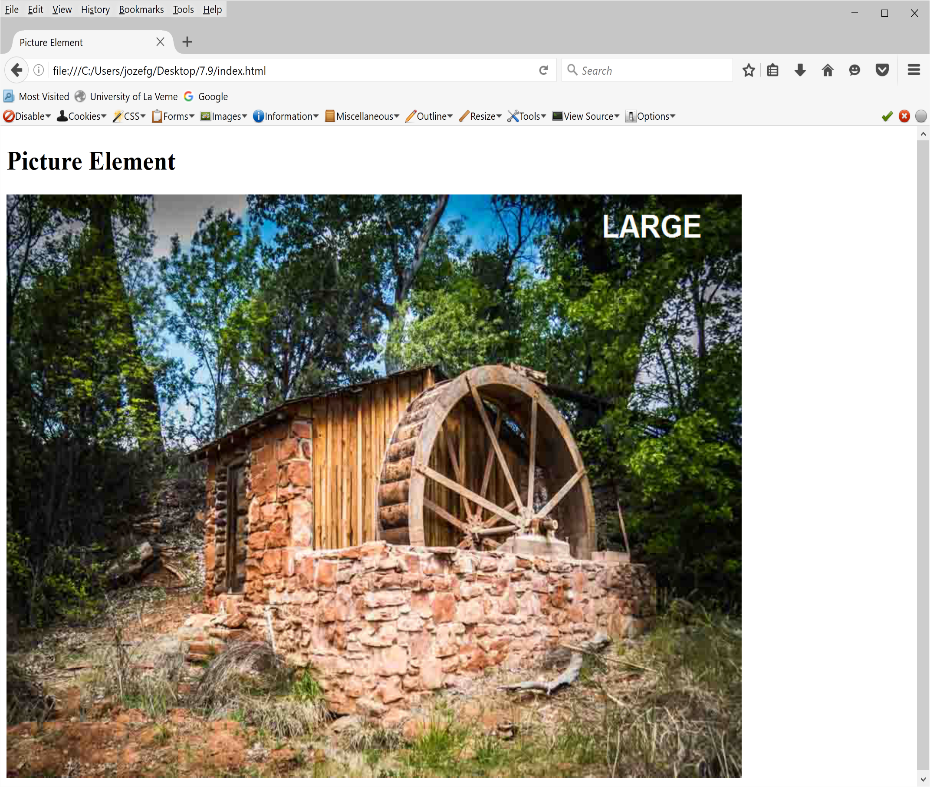 File Edit View History Bookmarks Tools Help
Picture Element
file:///C:/Users/jozefg/Desktop/7.9/index.html
Search
Most Visited University of La Verne Google
Disable Cookies CSS Forms Images Information Miscellaneous Outline Resize Tools View Source Options
Picture Element
LARGE